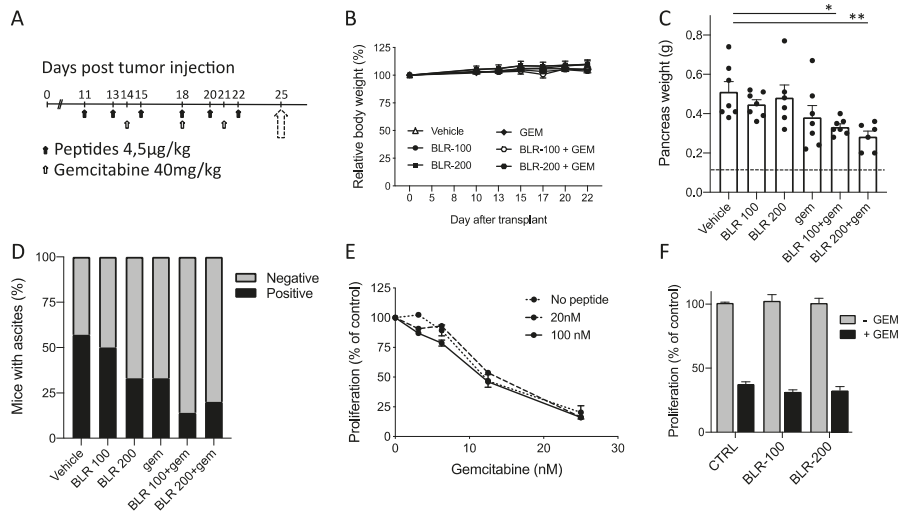 A
Days post tumor injection
0 11 13 14 15 18 20 21 22 25
Peptides 4,5µg/kg
Gemcitabine 40mg/kg
B
Relative body weight (%)
125
100
75
50
25
0
Vehicle
BLR-100
BLR-200
GEM
BLR-100 + GEM
BLR-200 + GEM
0 5 8 10 13 15 17 20 22
Day after transplant
C
Pancreas weight (g)
*
**
0.8
0.6
0.4
0.2
0.0
Vehicle
BLR 100
BLR 200
gem
BLR 100+gem
BLR 200+gem
D
Mice with ascites (%)
100
75
50
25
0
Negative
Positive
Vehicle
BLR 100
BLR 200
gem
BLR 100+gem
BLR 200+gem
E
Proliferation (% of control)
125
100
75
50
25
0
No peptide
20nM
100 nM
0 10 20 30
Gemcitabine (nM)
F
Proliferation (% of control)
100
50
0
- GEM
+ GEM
CTRL
BLR-100
BLR-200